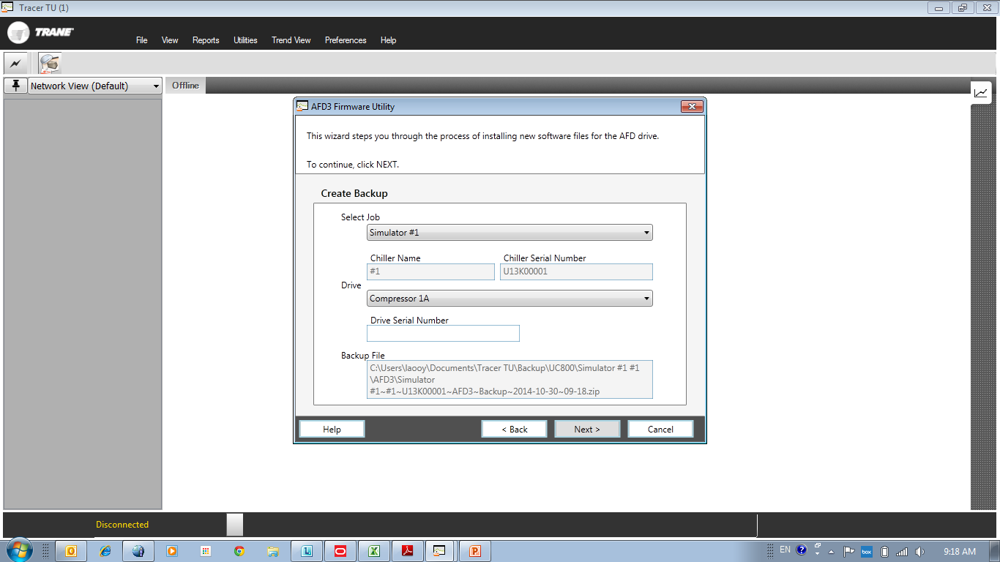 Tracer TU (1)
TRANE
File View Reports Utilities Trend View Preferences Help
Network View (Default)
Offline
AFD3 Firmware Utility
This wizard steps you through the process of installing new software files for the AFD drive.
To continue, click NEXT.
Create Backup
Select Job
Simulator #1
Chiller Name Chiller Serial Number
#1 U13K00001
Drive
Compressor 1A
Drive Serial Number
Backup File
C:\Users\laooy\Documents\Tracer TU\Backup\UC800\Simulator #1 #1
\AFD3\Simulator
#1~#1~U13K00001~AFD3~Backup~2014-10-30~09-18.zip
Help < Back Next > Cancel
Disconnected
EN box 9:18 AM